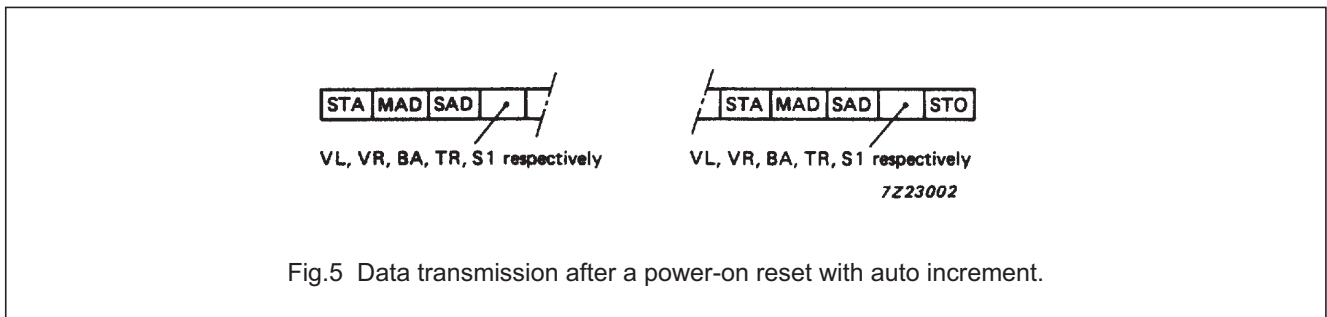 STA MAD SAD
STA MAD SAD STO
VL, VR, BA, TR, S1 respectively
VL, VR, BA, TR, S1 respectively
7Z23002
Fig.5 Data transmission after a power-on reset with auto increment.